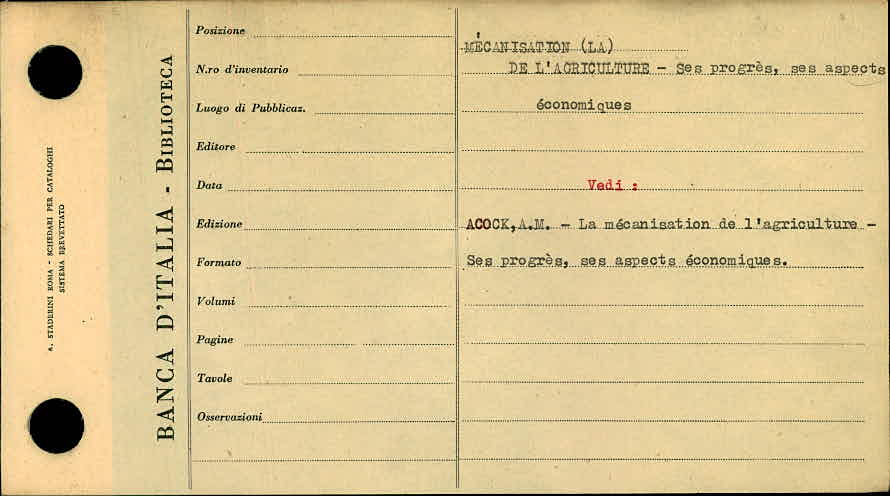 A. STADERINI ROMA - SCHEDARI PER CATALOGHI
SISTEMA BREVETTATO
BANCA D'ITALIA - BIBLIOTECA
Posizione
N.ro d'inventario
Luogo di Pubblicaz.
Editore
Data
Edizione
Formato
Volumi
Pagine
Tavole
Osservazioni
MÉCANISATION (LA)
DE L'AGRICULTURE - Ses progrès, ses aspects
économiques
Vedi :
ACOCK,A.M. - La mécanisation de l'agriculture -
Ses progrès, ses aspects économiques.